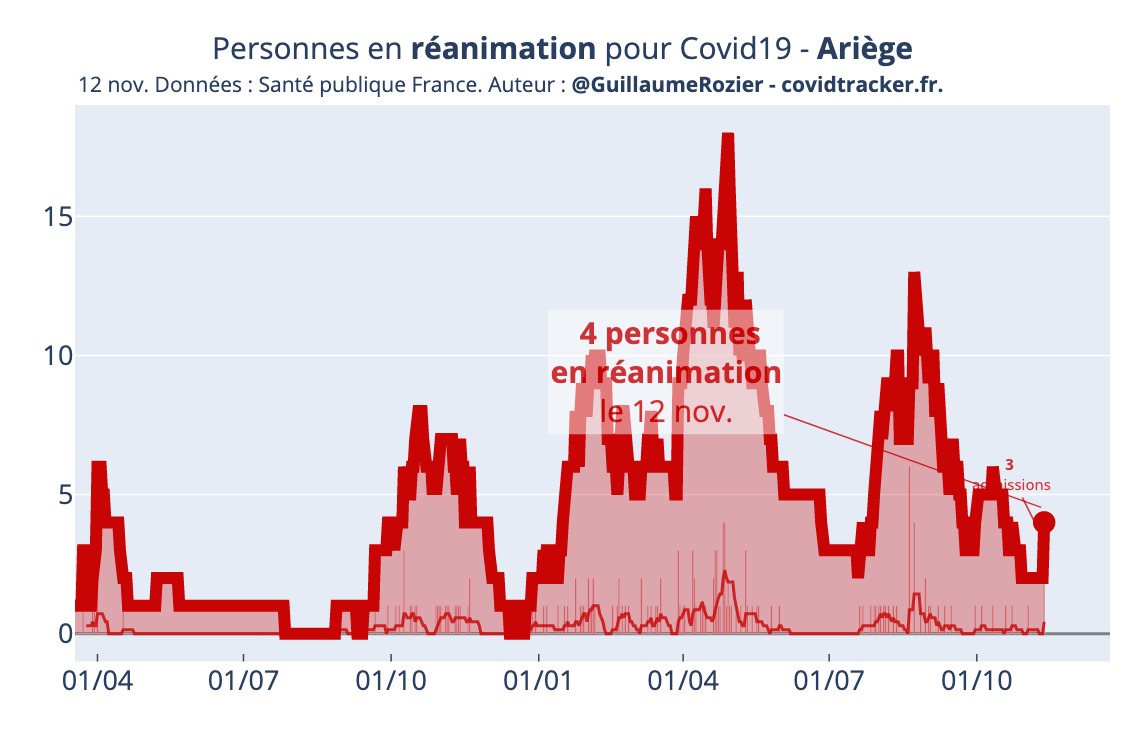 Personnes en réanimation pour Covid19 - Ariège
12 nov. Données : Santé publique France. Auteur : @GuillaumeRozier - covidtracker.fr.
15
10
5
0
4 personnes
en réanimation
le 12 nov.
3
admissions
01/04
01/07
01/10
01/01
01/04
01/07
01/10